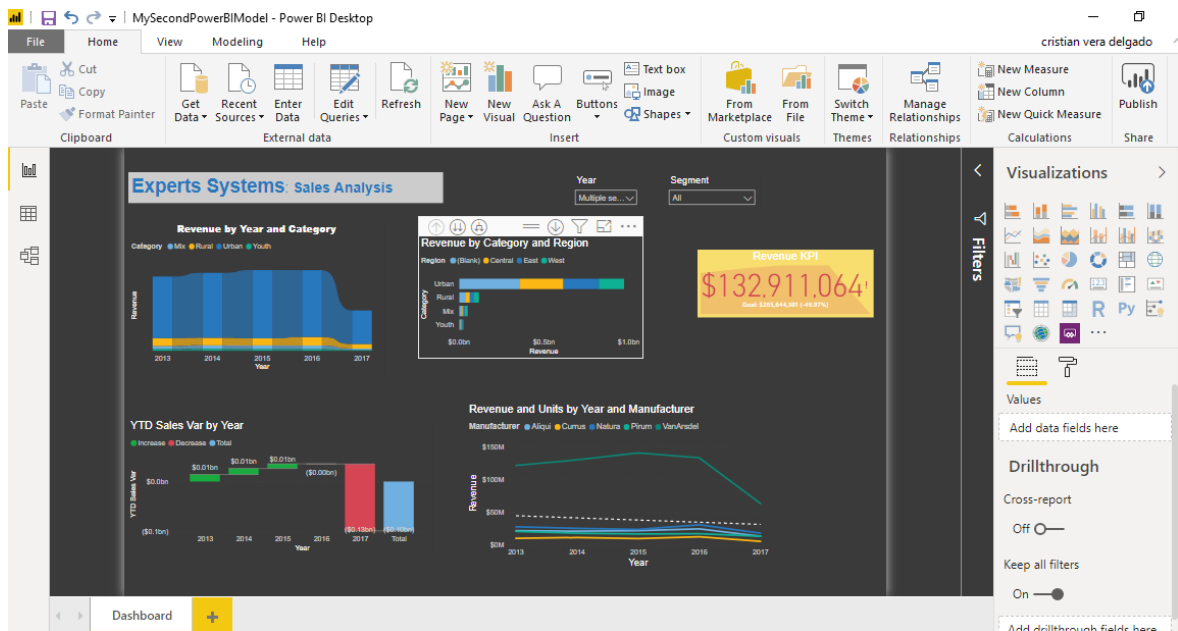 MySecondPowerBIModel - Power BI Desktop
File Home View Modeling Help cristian vera delgado
Paste
Cut
Copy
Format Painter
Clipboard
Get Data
Recent Sources
Enter Data
Edit Queries
External data
Refresh
New Page
New Visual
Ask A Question
Buttons
Text box
Image
Shapes
Insert
From Marketplace
From File
Custom visuals
Switch Theme
Themes
Manage Relationships
Relationships
New Measure
New Column
New Quick Measure
Calculations
Publish
Share
Experts Systems: Sales Analysis
Year
Multiple se...
Segment
All
Revenue by Year and Category
Category Mix Rural Urban Youth
Revenue
2013 2014 2015 2016 2017
Year
Revenue by Category and Region
Region (Blank) Central East West
Category
Urban
Rural
Mix
Youth
$0.0bn $0.5bn $1.0bn
Revenue
Revenue KPI
$132,911,064!
YTD Sales Var by Year
Increase Decrease Total
YTD Sales Var
$0.0bn
($0.1bn)
$0.01bn $0.01bn $0.01bn ($0.00bn) ($0.13bn)
2013 2014 2015 2016 2017 Total
Year
Revenue and Units by Year and Manufacturer
Manufacturer Aliqui Currus Natura Pirum VanArsdel
Revenue
$150M
$100M
$50M
$0M
2013 2014 2015 2016 2017
Year
Filters
Visualizations
R Py
Values
Add data fields here
Drillthrough
Cross-report
Off
Keep all filters
On
Add drillthrough fields here
Dashboard